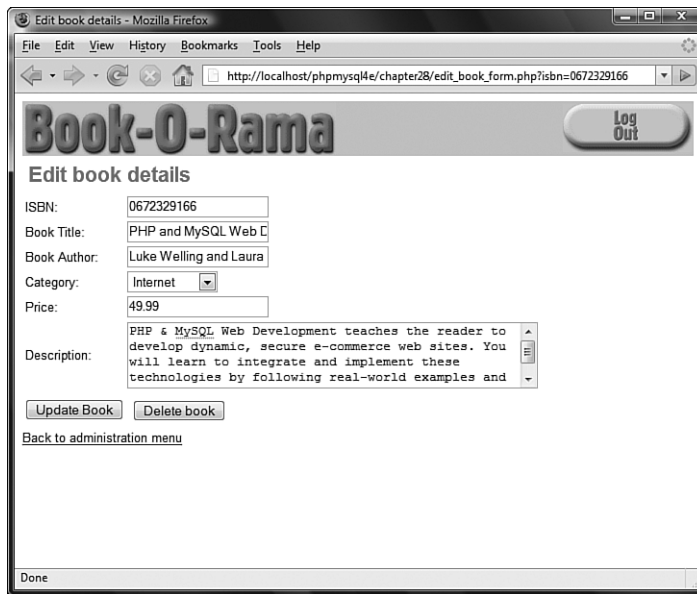 Edit book details - Mozilla Firefox
File Edit View History Bookmarks Tools Help
http://localhost/phpmysql4e/chapter28/edit_book_form.php?isbn=0672329166
Book-O-Rama
Log
Out
Edit book details
ISBN: 0672329166
Book Title: PHP and MySQL Web D
Book Author: Luke Welling and Laura
Category: Internet
Price: 49.99
Description:
PHP & MySQL Web Development teaches the reader to
develop dynamic, secure e-commerce web sites. You
will learn to integrate and implement these
technologies by following real-world examples and
Update Book Delete book
Back to administration menu
Done